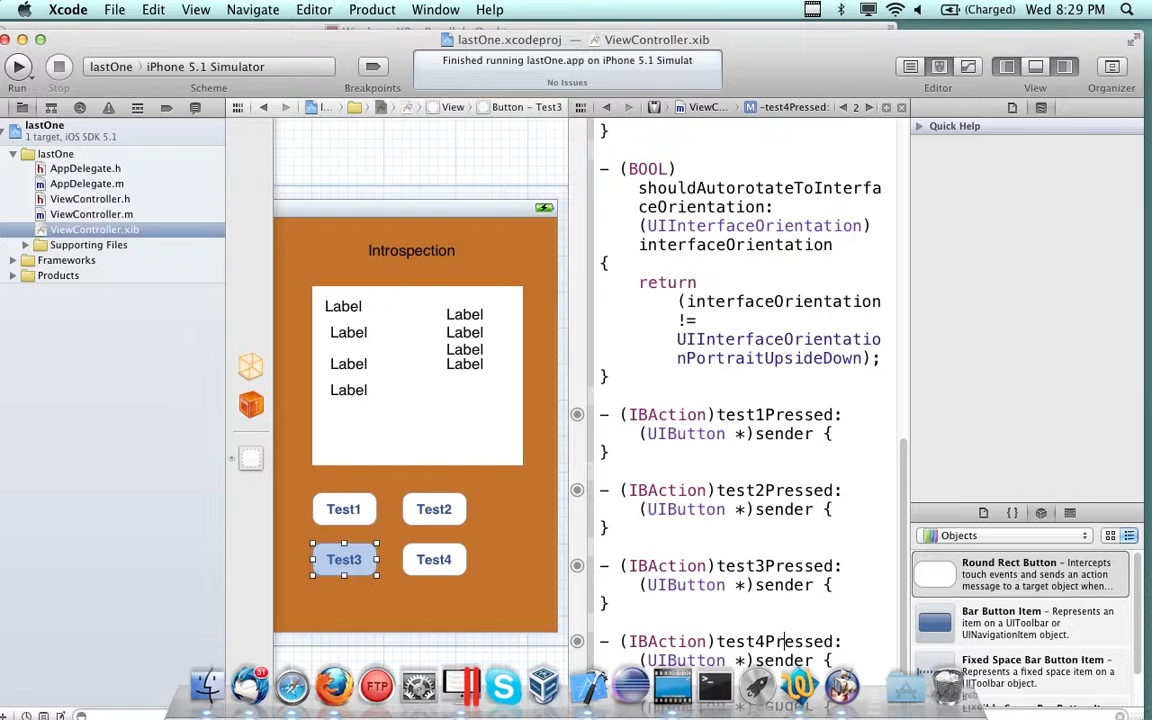 Xcode File Edit View Navigate Editor Product Window Help (Charged) Wed 8:29 PM
lastOne.xcodeproj — ViewController.xib
lastOne iPhone 5.1 Simulator
Finished running lastOne.app on iPhone 5.1 Simulat
No Issues
Run Stop Scheme Breakpoints Editor View Organizer
l... View Button - Test3 ViewC... M -test4Pressed: 2
lastOne
1 target, iOS SDK 5.1
lastOne
AppDelegate.h
AppDelegate.m
ViewController.h
ViewController.m
ViewController.xib
Supporting Files
Frameworks
Products
Introspection
Label
Label
Label
Label
Label
Label
Label
Label
Test1 Test2
Test3 Test4
}
- (BOOL)
shouldAutorotateToInterfa
ceOrientation:
(UIInterfaceOrientation)
interfaceOrientation
{
return
(interfaceOrientation
!=
UIInterfaceOrientatio
nPortraitUpsideDown);
}
- (IBAction)test1Pressed:
(UIButton *)sender {
}
- (IBAction)test2Pressed:
(UIButton *)sender {
}
- (IBAction)test3Pressed:
(UIButton *)sender {
}
- (IBAction)test4Pressed:
(UIButton *)sender {
Quick Help
Objects
Round Rect Button – Intercepts
touch events and sends an action
message to a target object when...
Bar Button Item – Represents an
item on a UIToolbar or
UINavigationItem object.
Fixed Space Bar Button Item –
Represents a fixed space item on a
UIToolbar object.
31
FTP